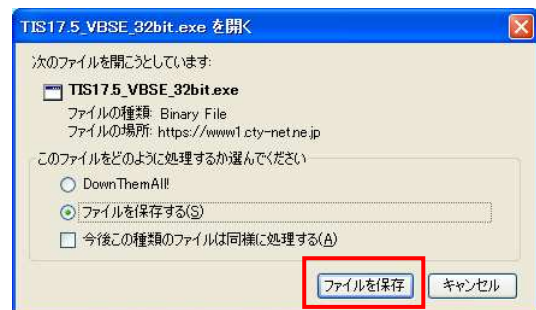 TIS17.5_VBSE_32bit.exe を開く
次のファイルを開こうとしています:
TIS17.5_VBSE_32bit.exe
ファイルの種類: Binary File
ファイルの場所: https://www1.cty-net.ne.jp
このファイルをどのように処理するか選んでください
DownThemAll!
ファイルを保存する(S)
今後この種類のファイルは同様に処理する(A)
ファイルを保存 キャンセル